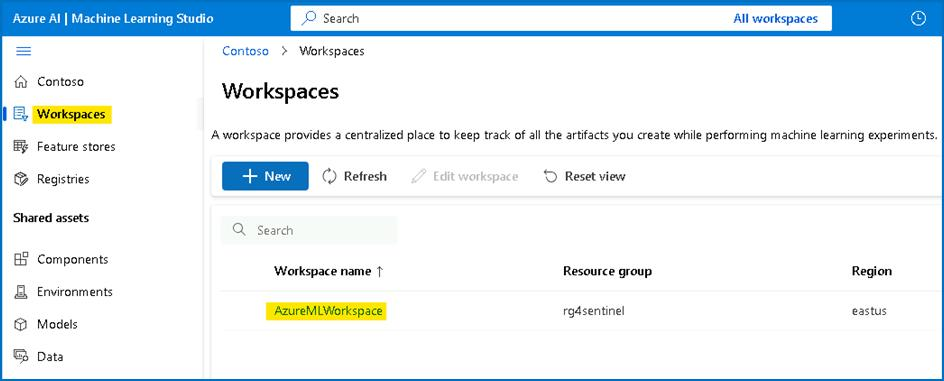 Azure AI | Machine Learning Studio
Search
All workspaces
Contoso > Workspaces
Contoso
Workspaces
Feature stores
Registries
Shared assets
Components
Environments
Models
Data
Workspaces
A workspace provides a centralized place to keep track of all the artifacts you create while performing machine learning experiments.
+ New Refresh Edit workspace Reset view
Search
Workspace name ↑ Resource group Region
AzureMLWorkspace rg4sentinel eastus